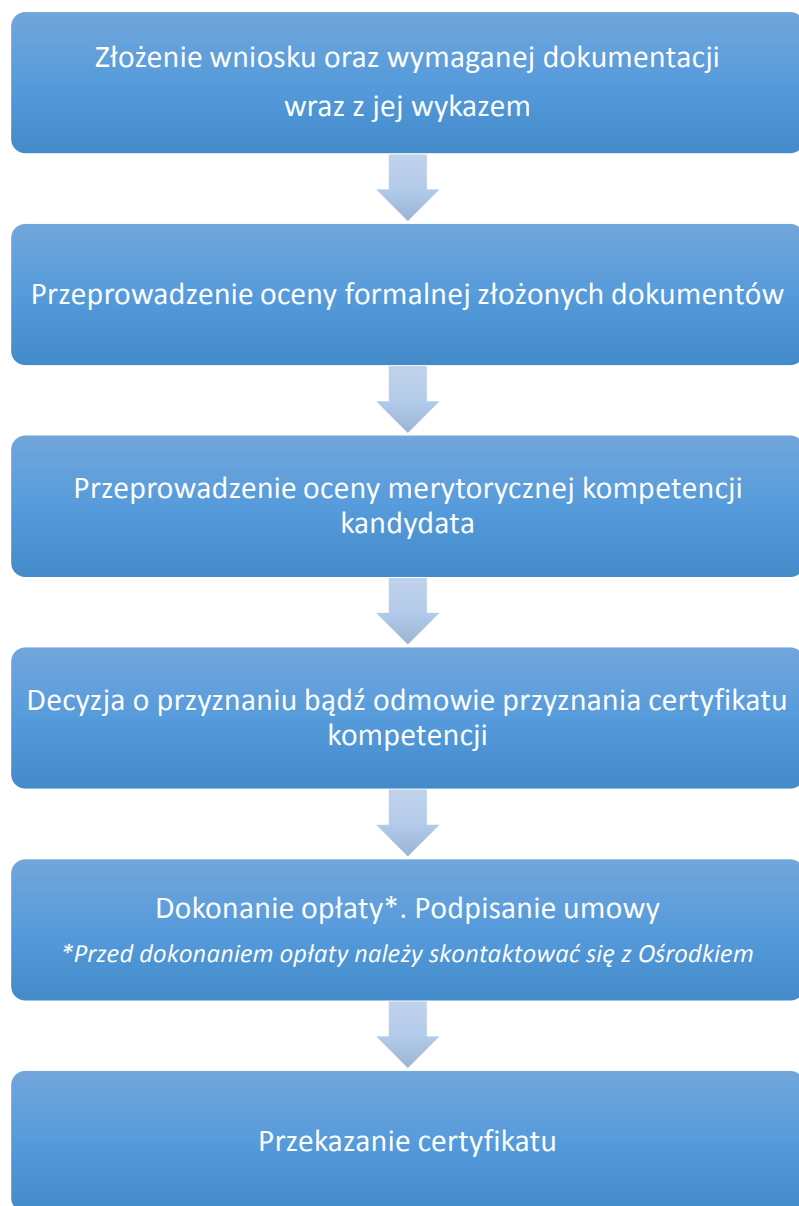 Złożenie wniosku oraz wymaganej dokumentacji
wraz z jej wykazem
Przeprowadzenie oceny formalnej złożonych dokumentów
Przeprowadzenie oceny merytorycznej kompetencji
kandydata
Decyzja o przyznaniu bądź odmowie przyznania certyfikatu
kompetencji
Dokonanie opłaty*. Podpisanie umowy
*Przed dokonaniem opłaty należy skontaktować się z Ośrodkiem
Przekazanie certyfikatu